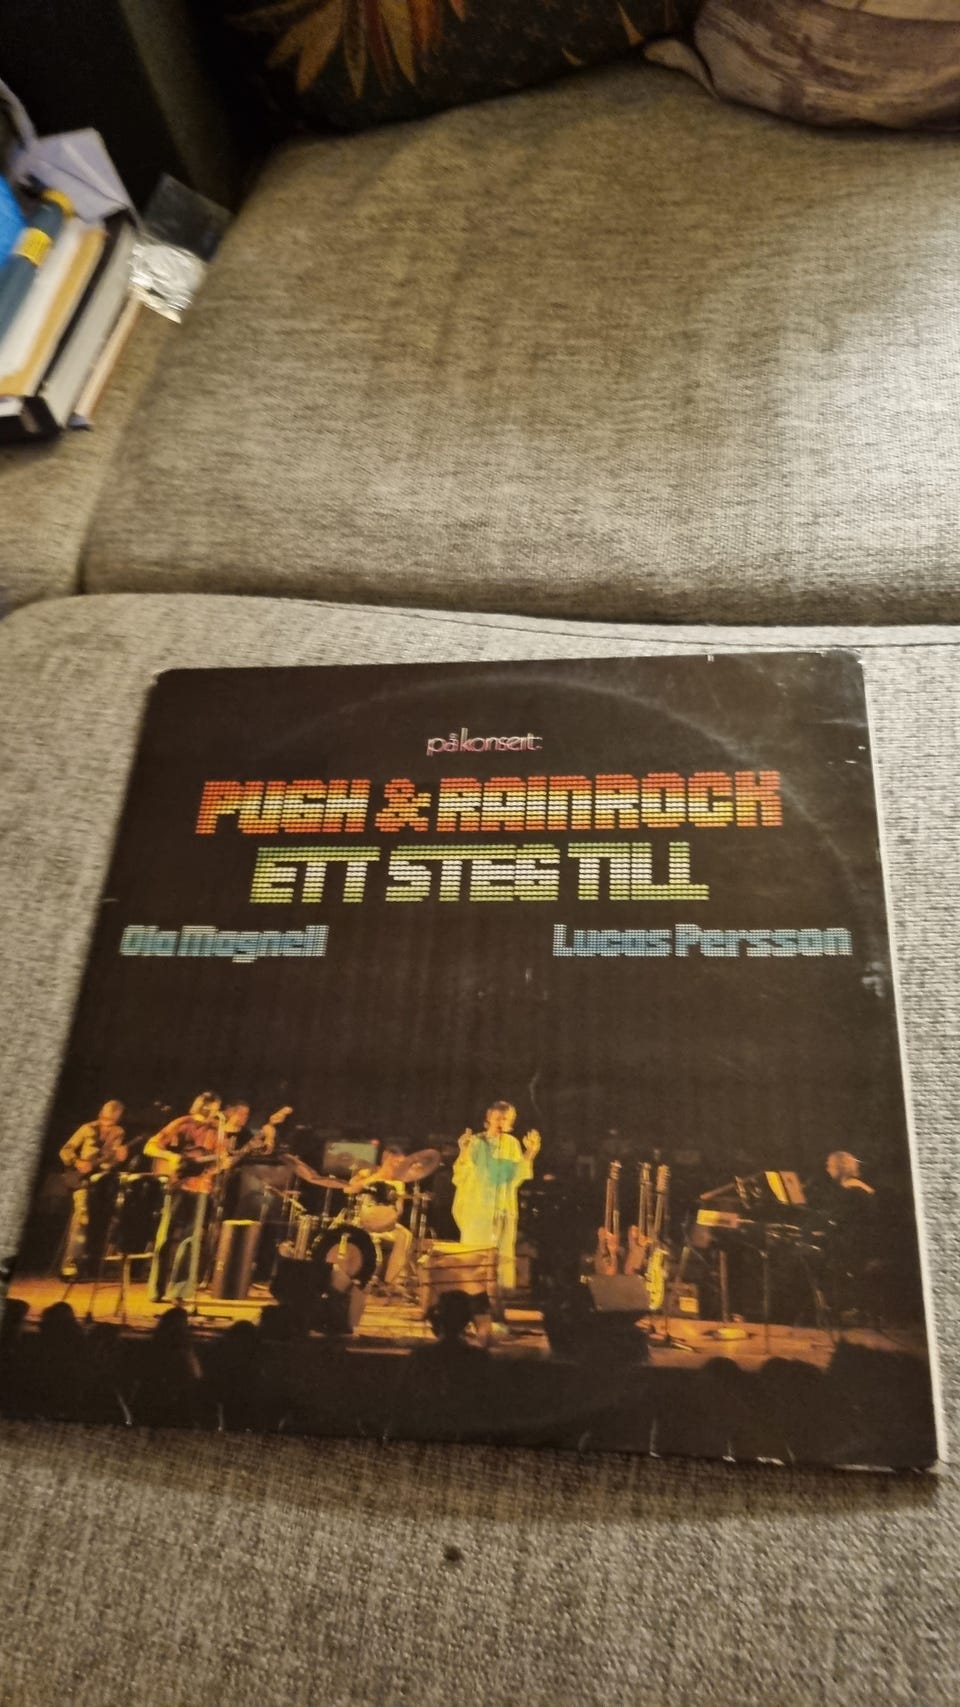 på konsert:
PUGH & RAINROCK
ETT STEG TILL
Ola Magnell
Lucas Persson